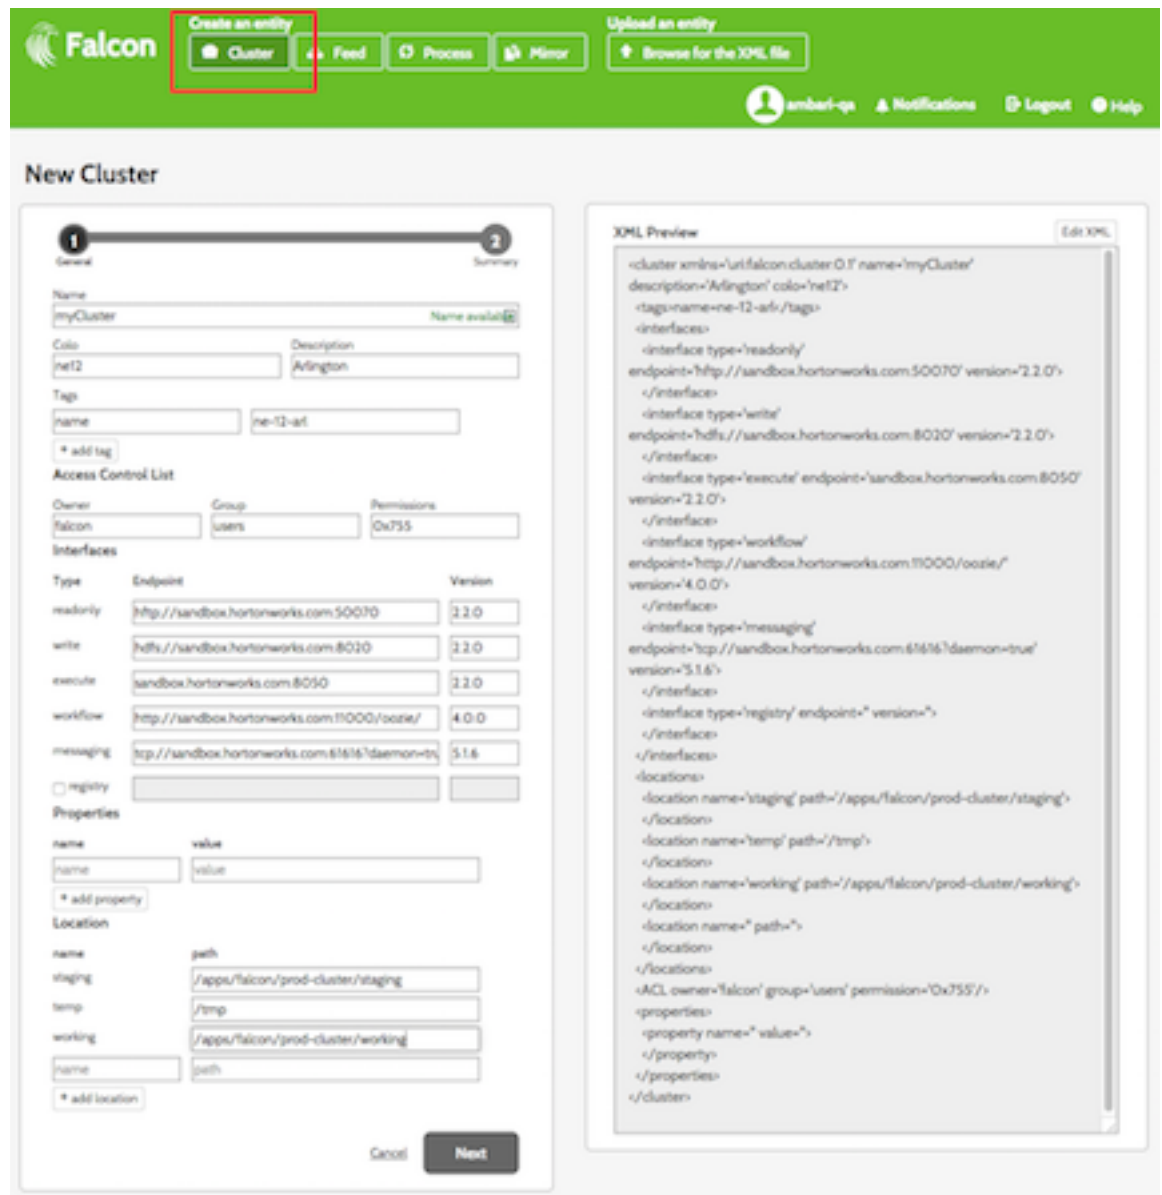 Falcon
Create an entity
Cluster
Feed
Process
Mirror
Upload an entity
Browse for the XML file
ambari-qa
Notifications
Logout
Help
New Cluster
1
2
General
Summary
Name
myCluster
Name available
Colo
Description
ne12
Arlington
Tags
name
ne-12-arl
+ add tag
Access Control List
Owner
Group
Permissions
falcon
users
0x755
Interfaces
Type
Endpoint
Version
readonly
hftp://sandbox.hortonworks.com:50070
2.2.0
write
hdfs://sandbox.hortonworks.com:8020
2.2.0
execute
sandbox.hortonworks.com:8050
2.2.0
workflow
http://sandbox.hortonworks.com:11000/oozie/
4.0.0
messaging
tcp://sandbox.hortonworks.com:61616?daemon=tru
5.1.6
registry
Properties
name
value
name
value
+ add property
Location
name
path
staging
/apps/falcon/prod-cluster/staging
temp
/tmp
working
/apps/falcon/prod-cluster/working
name
path
+ add location
Cancel
Next
XML Preview
Edit XML
<cluster xmlns='uri:falcon:cluster:0.1' name='myCluster'
description='Arlington' colo='ne12'>
<tags>name=ne-12-arl</tags>
<interfaces>
<interface type='readonly'
endpoint='hftp://sandbox.hortonworks.com:50070' version='2.2.0'>
</interface>
<interface type='write'
endpoint='hdfs://sandbox.hortonworks.com:8020' version='2.2.0'>
</interface>
<interface type='execute' endpoint='sandbox.hortonworks.com:8050'
version='2.2.0'>
</interface>
<interface type='workflow'
endpoint='http://sandbox.hortonworks.com:11000/oozie/'
version='4.0.0'>
</interface>
<interface type='messaging'
endpoint='tcp://sandbox.hortonworks.com:61616?daemon=true'
version='5.1.6'>
</interface>
<interface type='registry' endpoint='' version=''>
</interface>
</interfaces>
<locations>
<location name='staging' path='/apps/falcon/prod-cluster/staging'>
</location>
<location name='temp' path='/tmp'>
</location>
<location name='working' path='/apps/falcon/prod-cluster/working'>
</location>
<location name='' path=''>
</location>
</locations>
<ACL owner='falcon' group='users' permission='0x755'/>
<properties>
<property name='' value=''>
</property>
</properties>
</cluster>